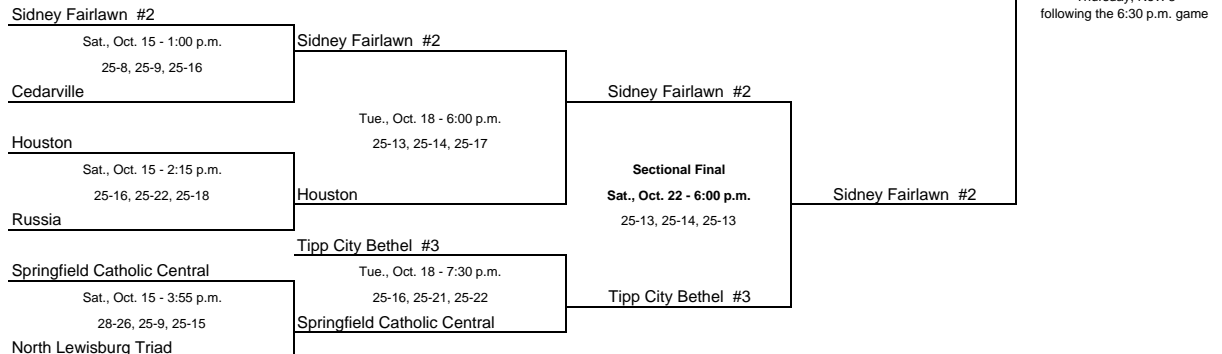 following the 6:30 p.m. game
Sidney Fairlawn #2
Sat., Oct. 15 - 1:00 p.m.
25-8, 25-9, 25-16
Cedarville
Sidney Fairlawn #2
Tue., Oct. 18 - 6:00 p.m.
25-13, 25-14, 25-17
Houston
Sat., Oct. 15 - 2:15 p.m.
25-16, 25-22, 25-18
Russia
Houston
Sidney Fairlawn #2
Sectional Final
Sat., Oct. 22 - 6:00 p.m.
25-13, 25-14, 25-13
Sidney Fairlawn #2
Tipp City Bethel #3
Tue., Oct. 18 - 7:30 p.m.
25-16, 25-21, 25-22
Springfield Catholic Central
Tipp City Bethel #3
Springfield Catholic Central
Sat., Oct. 15 - 3:55 p.m.
28-26, 25-9, 25-15
North Lewisburg Triad